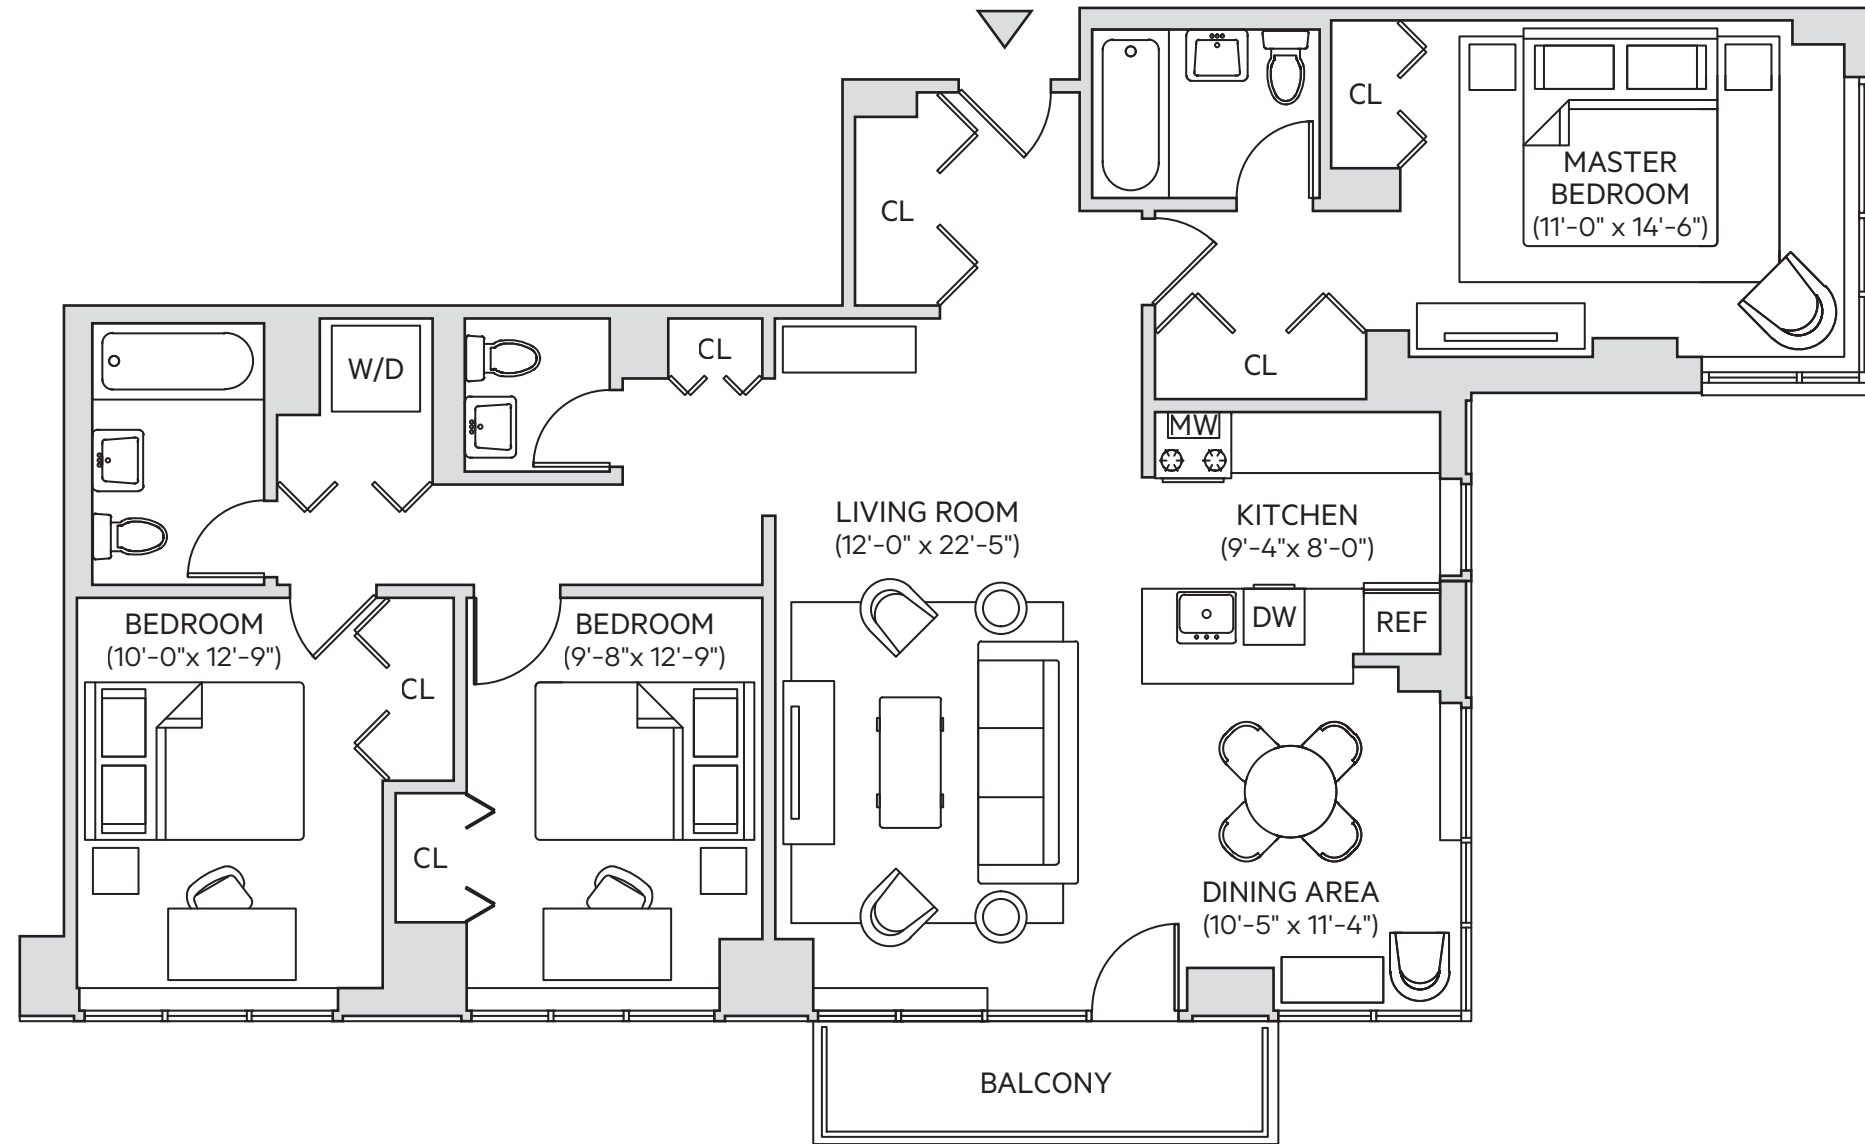 CL
MASTER
BEDROOM
(11'-0" x 14'-6")
CL
CL
W/D
CL
CL
MW
LIVING ROOM
(12'-0" x 22'-5")
KITCHEN
(9'-4"x 8'-0")
BEDROOM
(10'-0"x 12'-9")
BEDROOM
(9'-8"x 12'-9")
DW
REF
CL
CL
DINING AREA
(10'-5" x 11'-4")
BALCONY